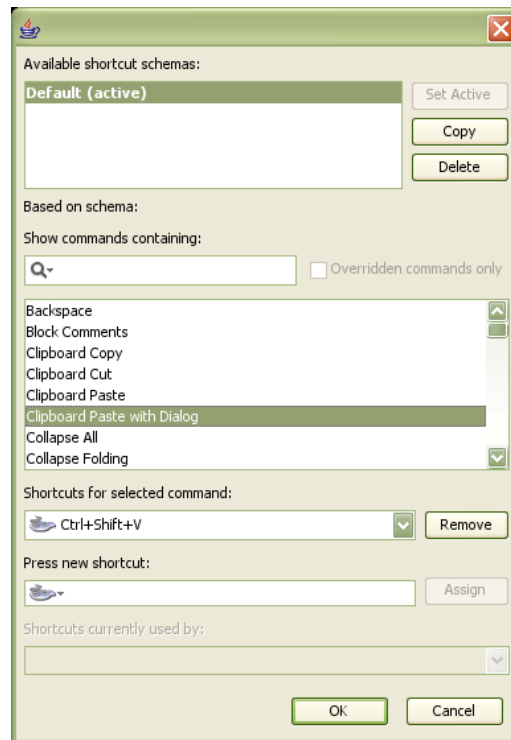 Available shortcut schemas:
Default (active)
Set Active
Copy
Delete
Based on schema:
Show commands containing:
Overridden commands only
Backspace
Block Comments
Clipboard Copy
Clipboard Cut
Clipboard Paste
Clipboard Paste with Dialog
Collapse All
Collapse Folding
Shortcuts for selected command:
Ctrl+Shift+V
Remove
Press new shortcut:
Assign
Shortcuts currently used by:
OK
Cancel